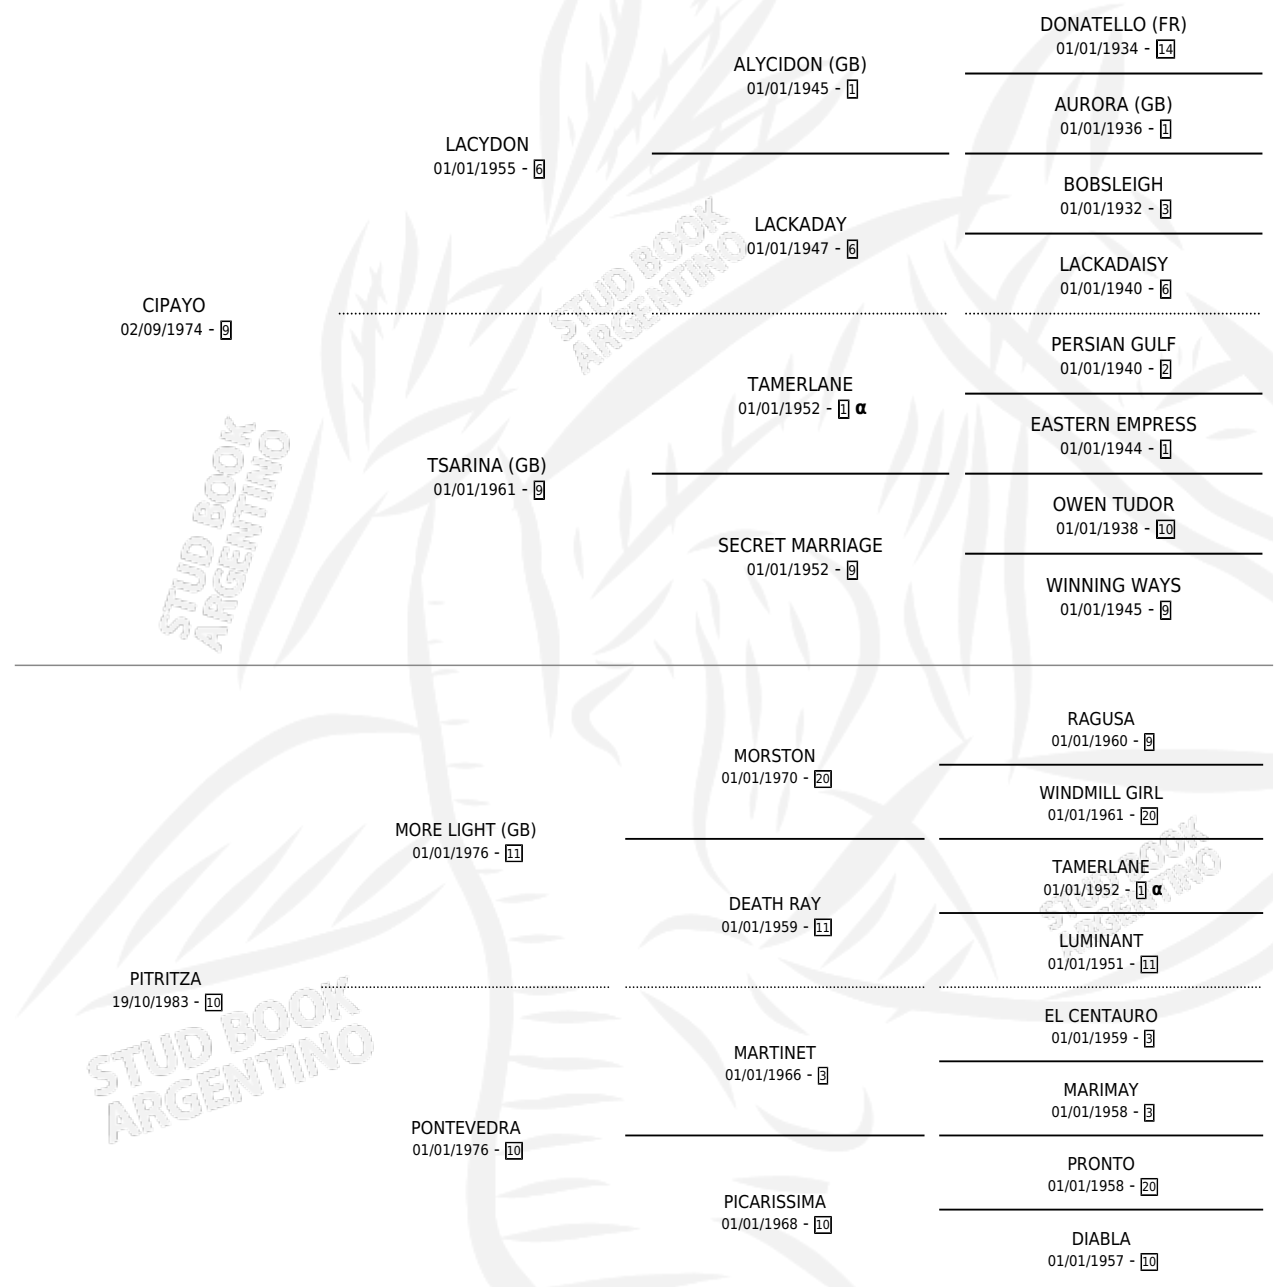 DONATELLO (FR)
01/01/1934 - 14
ALYCIDON (GB)
01/01/1945 - 1
AURORA (GB)
01/01/1936 - 1
LACYDON
01/01/1955 - 6
BOBSLEIGH
01/01/1932 - 3
LACKADAY
01/01/1947 - 6
LACKADAISY
01/01/1940 - 6
CIPAYO
02/09/1974 - 9
PERSIAN GULF
01/01/1940 - 2
TAMERLANE
01/01/1952 - 1 α
EASTERN EMPRESS
01/01/1944 - 1
TSARINA (GB)
01/01/1961 - 9
OWEN TUDOR
01/01/1938 - 10
SECRET MARRIAGE
01/01/1952 - 9
WINNING WAYS
01/01/1945 - 9
STUD BOOK
ARGENTINO
STUD BOOK
ARGENTINO
RAGUSA
01/01/1960 - 9
MORSTON
01/01/1970 - 20
WINDMILL GIRL
01/01/1961 - 20
MORE LIGHT (GB)
01/01/1976 - 11
TAMERLANE
01/01/1952 - 1 α
DEATH RAY
01/01/1959 - 11
LUMINANT
01/01/1951 - 11
PITRITZA
19/10/1983 - 10
EL CENTAURO
01/01/1959 - 3
MARTINET
01/01/1966 - 3
MARIMAY
01/01/1958 - 3
PONTEVEDRA
01/01/1976 - 10
PRONTO
01/01/1958 - 20
PICARISSIMA
01/01/1968 - 10
DIABLA
01/01/1957 - 10
STUD BOOK
ARGENTINO
STUD BOOK
ARGENTINO